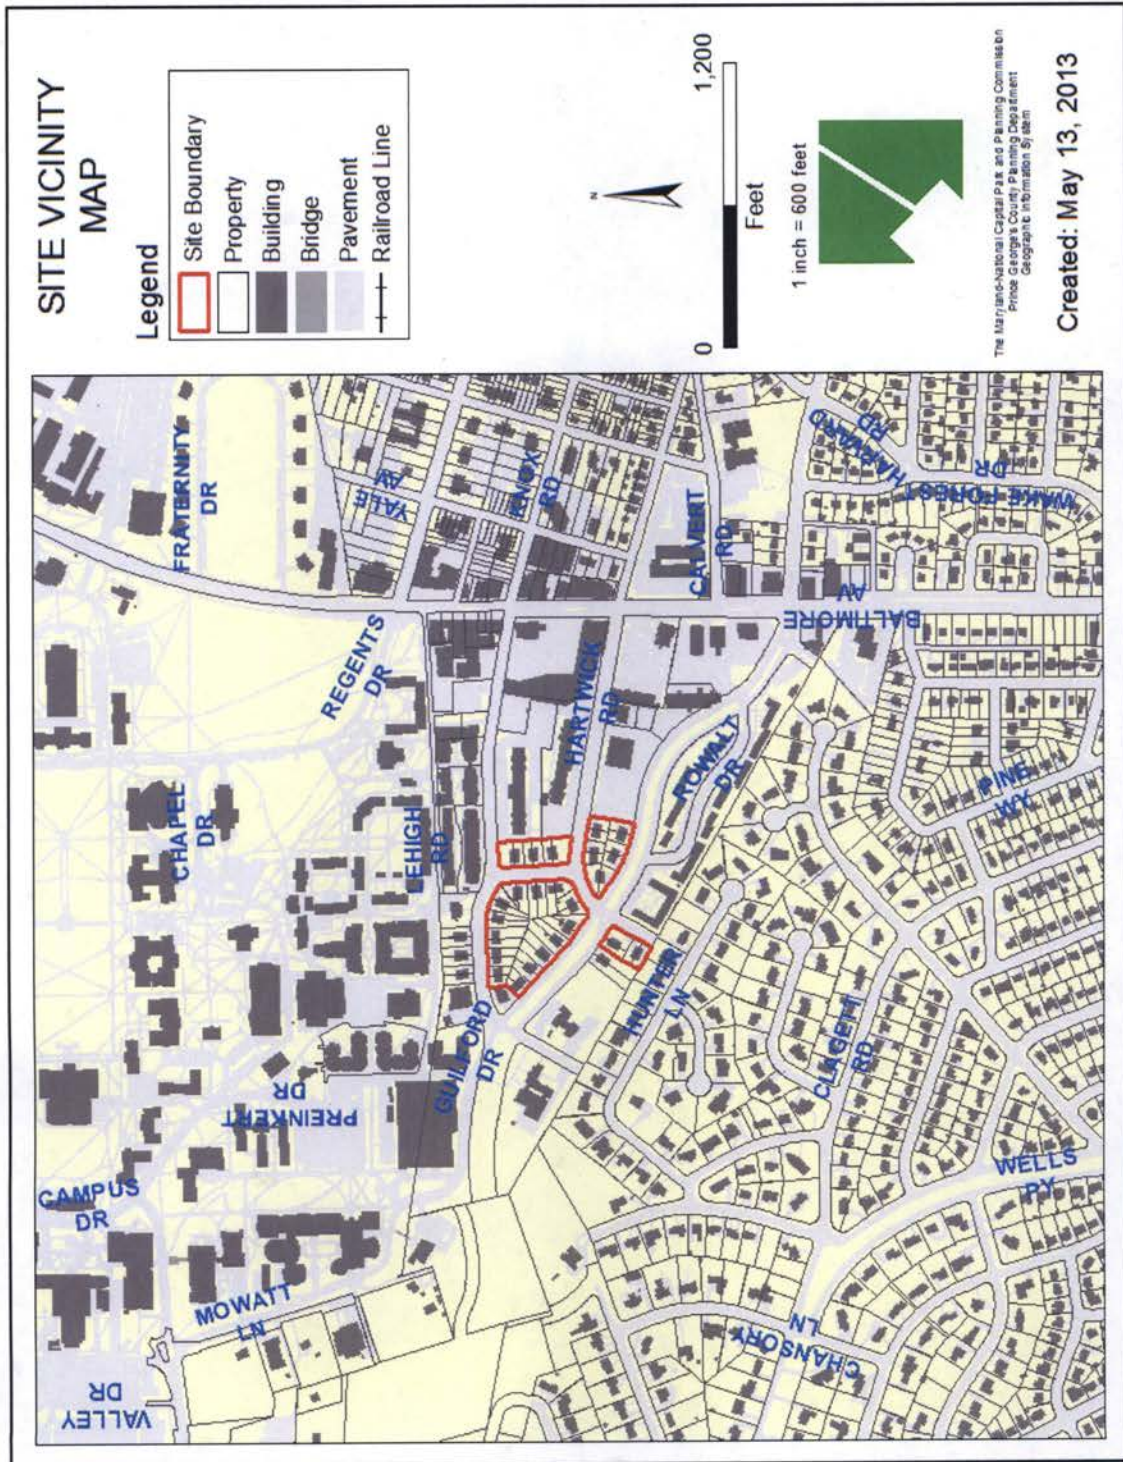 SITE VICINITY
MAP
Legend
Site Boundary
Property
Building
Bridge
Pavement
Railroad Line
N
0
1,200
Feet
1 inch = 600 feet
The Maryland-National Capital Park and Planning Commission
Prince George's County Planning Department
Geographic Information System
Created: May 13, 2013
VALLEY
DR
CAMPUS
DR
MOWATT
LN
PREINKERT
DR
CHAPEL
DR
FRATERNITY
DR
REGENTS
DR
LEHIGH
RD
YALE
AV
KNOX
RD
GUILFORD
DR
HARTWICK
RD
CALVERT
RD
ROWALT
DR
BALTIMORE
AV
HARVARD
RD
WAKE FOREST
DR
HUNTER
LN
CLAGETT
RD
PINE
WY
WELLS
PY
CHANSORY
LN